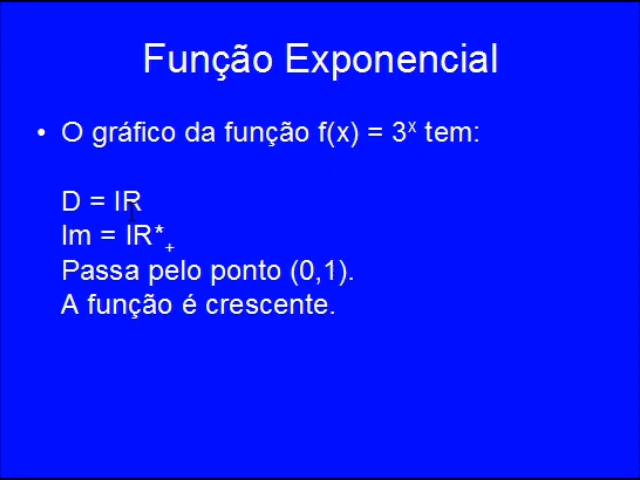 Função Exponencial
• O gráfico da função f(x) = 3ˣ tem:
D = IR
Im = IR*₊
Passa pelo ponto (0,1).
A função é crescente.